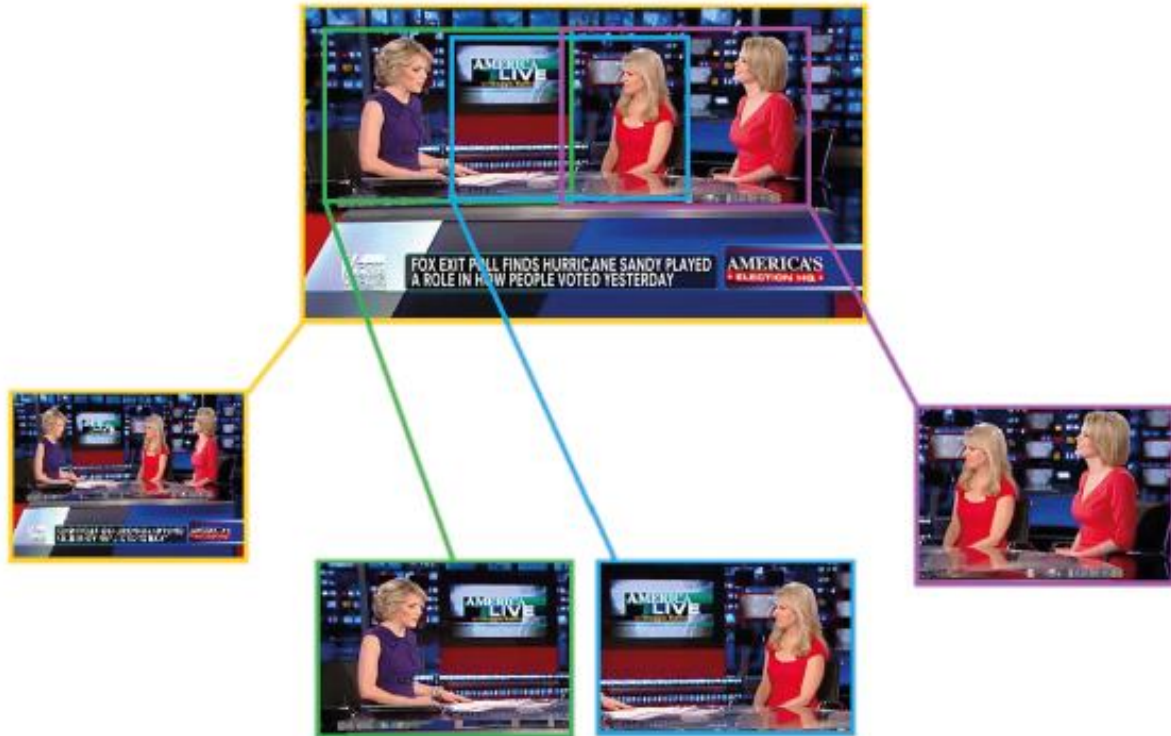 AMERICA
LIVE
FOX EXIT POLL FINDS HURRICANE SANDY PLAYED
A ROLE IN HOW PEOPLE VOTED YESTERDAY
AMERICA'S
ELECTION HQ
AMERICA
LIVE
AMERICA
LIVE